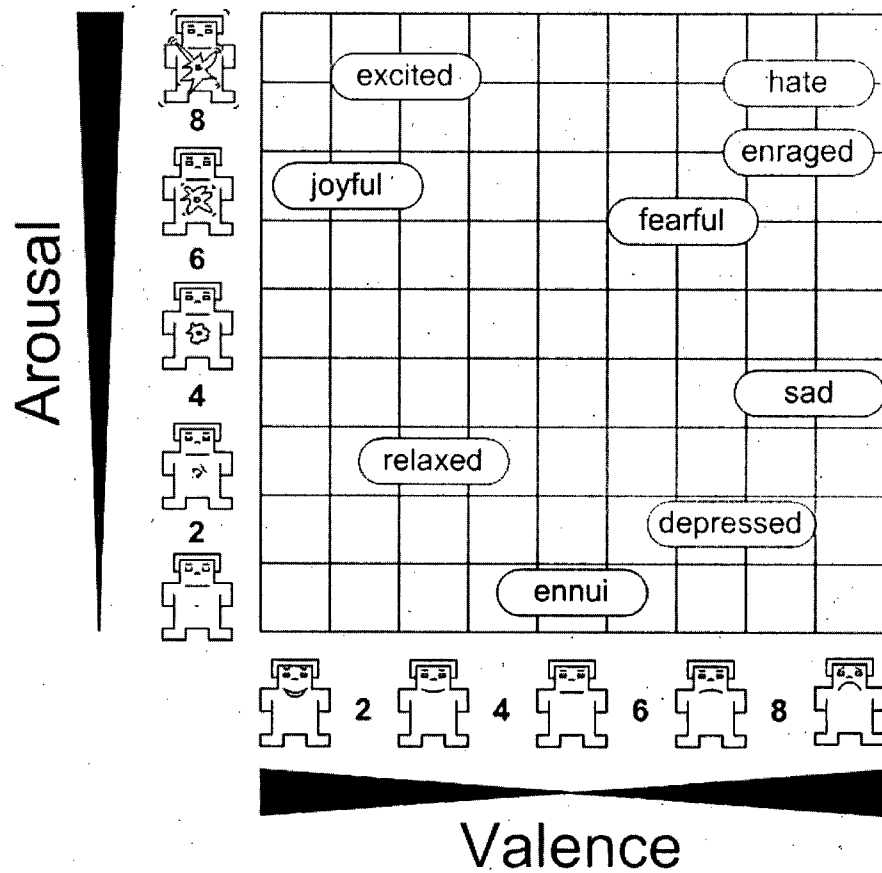 excited
hate
8
enraged
joyful
fearful
6
Arousal
4
sad
relaxed
2
depressed
ennui
2 4 6 8
Valence